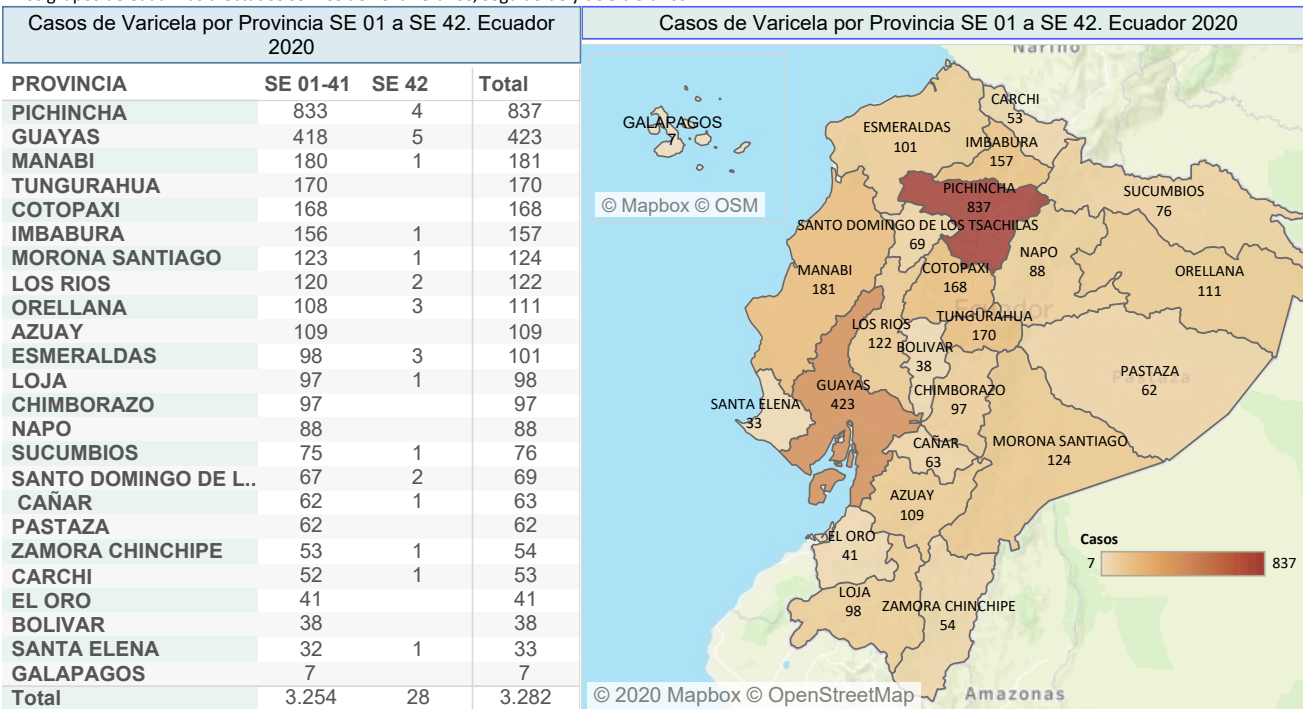 Casos de Varicela por Provincia SE 01 a SE 42. Ecuador
2020
PROVINCIA SE 01-41 SE 42 Total
PICHINCHA 833 4 837
GUAYAS 418 5 423
MANABI 180 1 181
TUNGURAHUA 170 170
COTOPAXI 168 168
IMBABURA 156 1 157
MORONA SANTIAGO 123 1 124
LOS RIOS 120 2 122
ORELLANA 108 3 111
AZUAY 109 109
ESMERALDAS 98 3 101
LOJA 97 1 98
CHIMBORAZO 97 97
NAPO 88 88
SUCUMBIOS 75 1 76
SANTO DOMINGO DE L.. 67 2 69
CAÑAR 62 1 63
PASTAZA 62 62
ZAMORA CHINCHIPE 53 1 54
CARCHI 52 1 53
EL ORO 41 41
BOLIVAR 38 38
SANTA ELENA 32 1 33
GALAPAGOS 7 7
Total 3.254 28 3.282
Casos de Varicela por Provincia SE 01 a SE 42. Ecuador 2020
Nariño
CARCHI
53
GALAPAGOS
7
ESMERALDAS
101
IMBABURA
157
© Mapbox © OSM
PICHINCHA
837
SUCUMBIOS
76
SANTO DOMINGO DE LOS TSACHILAS
69
NAPO
88
MANABI
181
COTOPAXI
168
ORELLANA
111
Ecuador
TUNGURAHUA
170
LOS RIOS
122
BOLIVAR
38
PASTAZA
62
Pastaza
GUAYAS
423
CHIMBORAZO
97
SANTA ELENA
33
CAÑAR
63
MORONA SANTIAGO
124
AZUAY
109
EL ORO
41
Casos
7 837
LOJA
98
ZAMORA CHINCHIPE
54
© 2020 Mapbox © OpenStreetMap
Amazonas